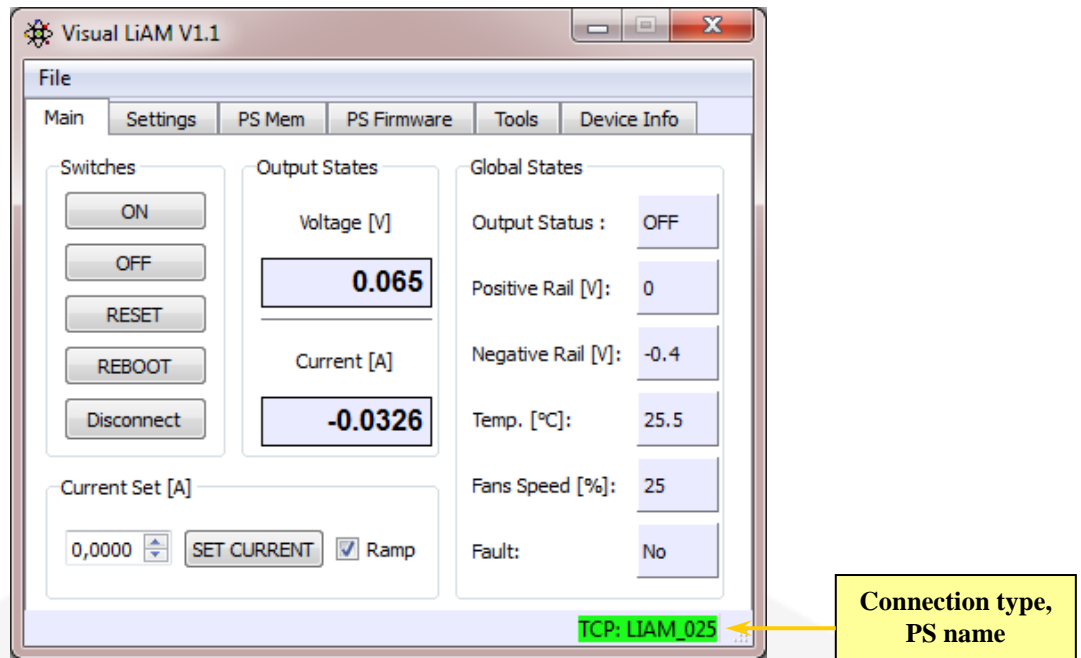 Visual LiAM V1.1
File
Main Settings PS Mem PS Firmware Tools Device Info
Switches
ON
OFF
RESET
REBOOT
Disconnect
Output States
Voltage [V]
0.065
Current [A]
-0.0326
Global States
Output Status : OFF
Positive Rail [V]: 0
Negative Rail [V]: -0.4
Temp. [°C]: 25.5
Fans Speed [%]: 25
Fault: No
Current Set [A]
0,0000 SET CURRENT Ramp
TCP: LIAM_025
Connection type,
PS name